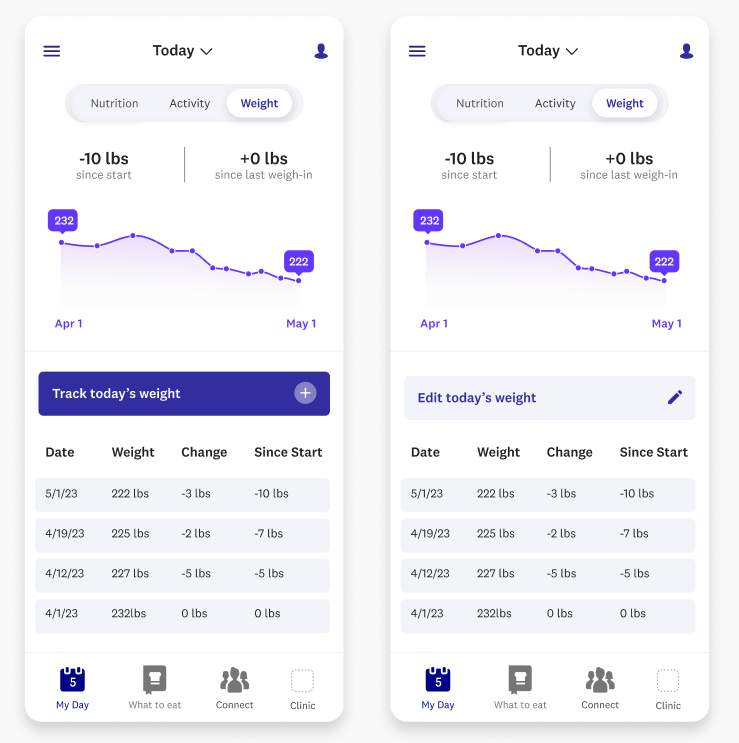 Today
Nutrition Activity Weight
-10 lbs +0 lbs
since start since last weigh-in
232
222
Apr 1 May 1
Track today's weight
Date Weight Change Since Start
5/1/23 222 lbs -3 lbs -10 lbs
4/19/23 225 lbs -2 lbs -7 lbs
4/12/23 227 lbs -5 lbs -5 lbs
4/1/23 232lbs 0 lbs 0 lbs
5
My Day What to eat Connect Clinic
Today
Nutrition Activity Weight
-10 lbs +0 lbs
since start since last weigh-in
232
222
Apr 1 May 1
Edit today's weight
Date Weight Change Since Start
5/1/23 222 lbs -3 lbs -10 lbs
4/19/23 225 lbs -2 lbs -7 lbs
4/12/23 227 lbs -5 lbs -5 lbs
4/1/23 232lbs 0 lbs 0 lbs
5
My Day What to eat Connect Clinic